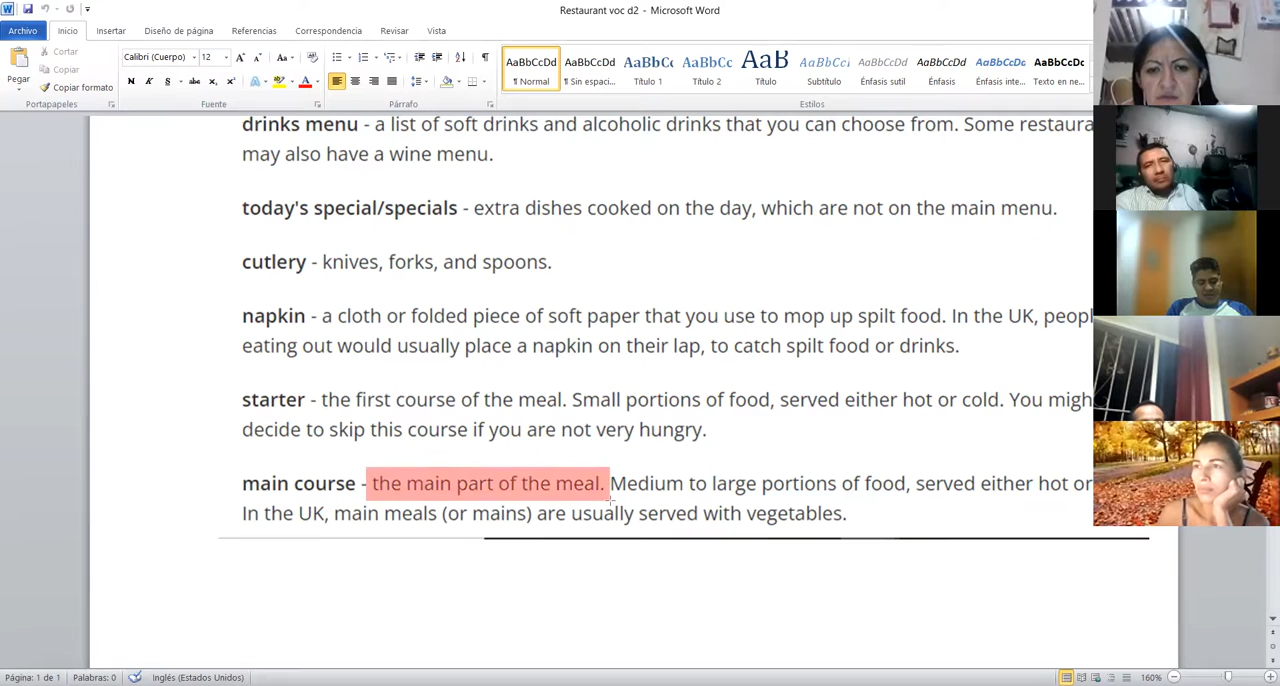 Restaurant voc d2 - Microsoft Word
Archivo Inicio Insertar Diseño de página Referencias Correspondencia Revisar Vista
Pegar
Cortar
Copiar
Copiar formato
Portapapeles
Calibri (Cuerpo) 12
Fuente
Párrafo
AaBbCcDd AaBbCcDd AaBbCc AaBbCc AaB AaBbCcl AaBbCcDd AaBbCcDd AaBbCcDd AaBbCcDc
¶ Normal ¶ Sin espaci... Título 1 Título 2 Título Subtítulo Énfasis sutil Énfasis Énfasis inte... Texto en ne...
Estilos
drinks menu - a list of soft drinks and alcoholic drinks that you can choose from. Some restaura
may also have a wine menu.
today's special/specials - extra dishes cooked on the day, which are not on the main menu.
cutlery - knives, forks, and spoons.
napkin - a cloth or folded piece of soft paper that you use to mop up spilt food. In the UK, peopl
eating out would usually place a napkin on their lap, to catch spilt food or drinks.
starter - the first course of the meal. Small portions of food, served either hot or cold. You migh
decide to skip this course if you are not very hungry.
main course - the main part of the meal. Medium to large portions of food, served either hot or
In the UK, main meals (or mains) are usually served with vegetables.
Página: 1 de 1 Palabras: 0 Inglés (Estados Unidos) 160%